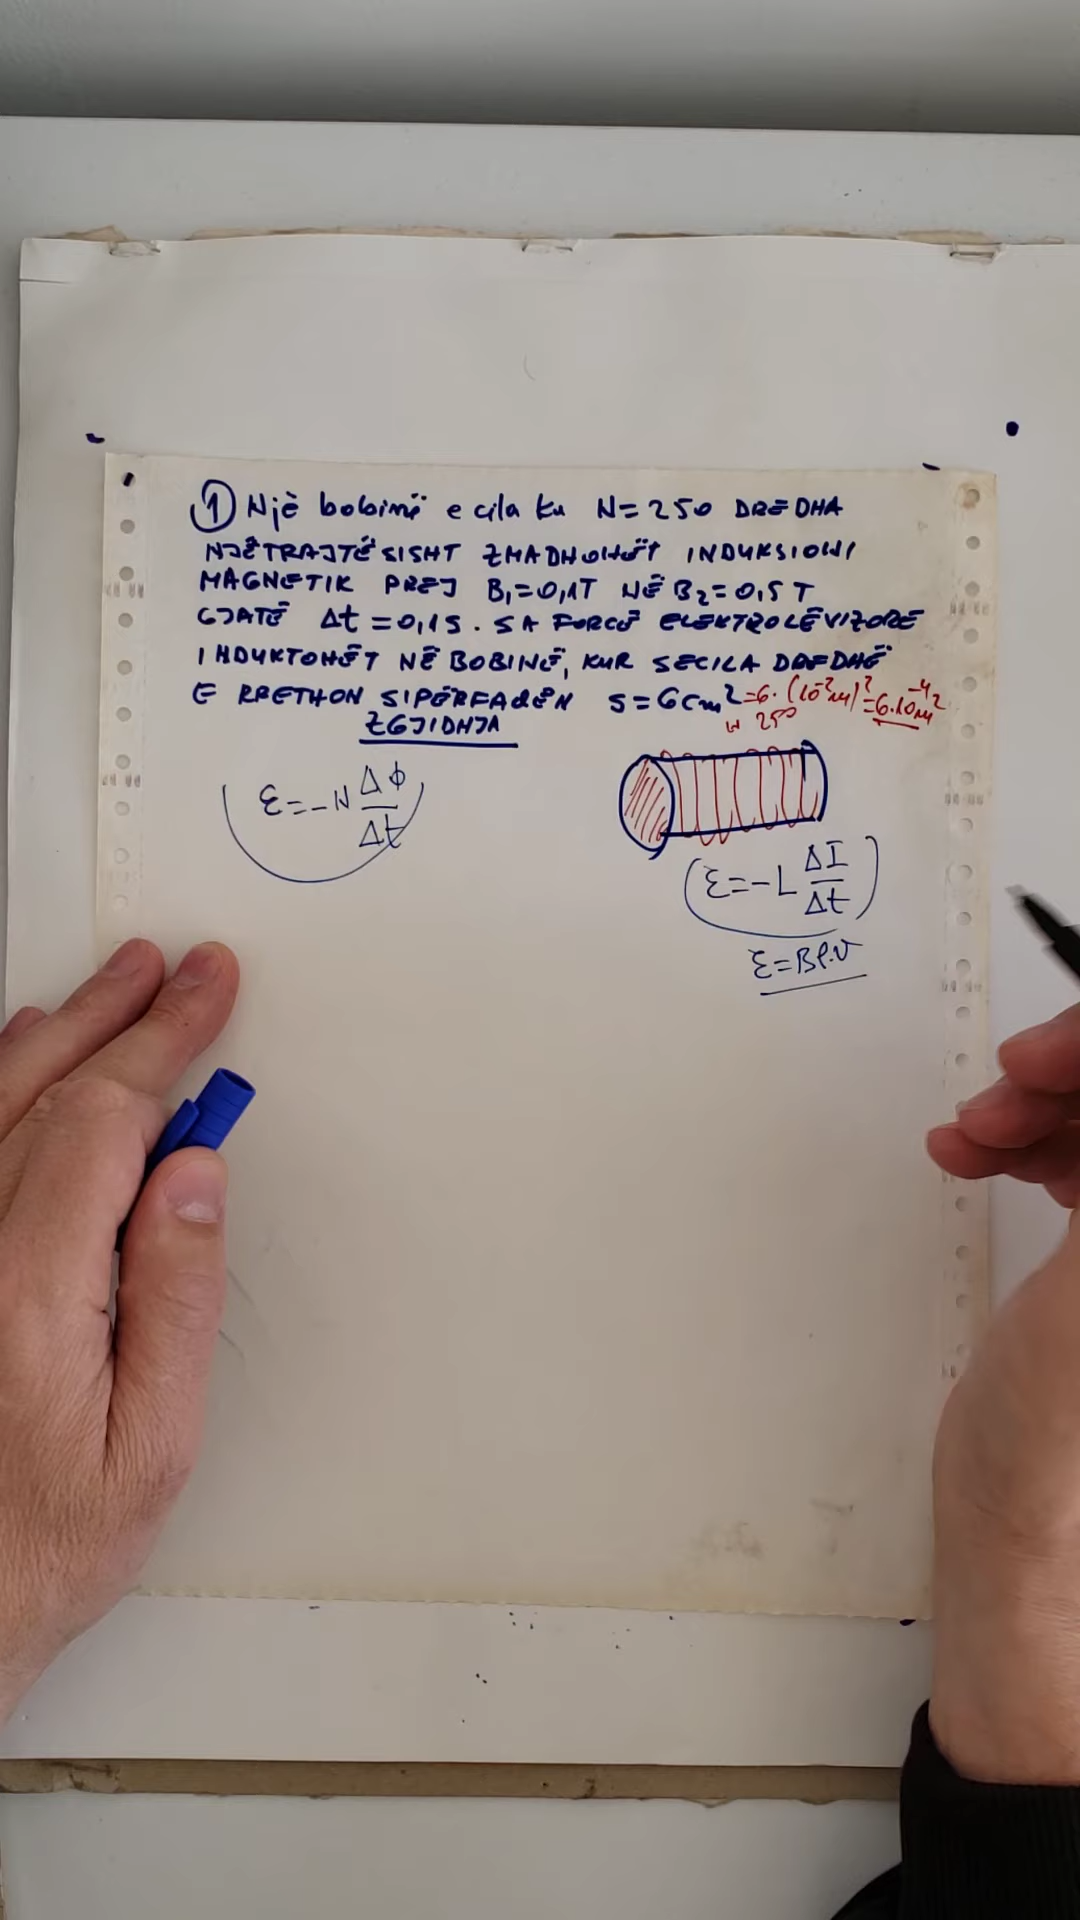 ① Një bobinë e cila ka N=250 DREDHA
NJËTRAJTËSISHT ZMADHOHËT INDUKSIONI
MAGNETIK PREJ B₁=0,1T NË B₂=0,5T
GJATË Δt=0,1s. SA FORCË ELEKTROLËVIZORE
INDUKTOHËT NË BOBINË, KUR SECILA DREDHË
E RRETHON SIPËRFAQËN S=6cm²=6·(10⁻²m)²=6·10⁻⁴m²
N 250
ZGJIDHJA
ε=-N Δϕ/Δt
(ε=-L ΔI/Δt)
ε=Bℓ·v